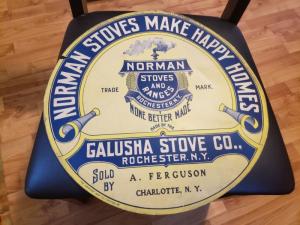 NORMAN STOVES MAKE HAPPY HOMES
NORMAN
STOVES
AND
RANGES
ROCHESTER.N.Y.
TRADE MARK.
NONE BETTER MADE
GALUSHA STOVE CO.,
ROCHESTER. N.Y.
SOLD
BY
A. FERGUSON
CHARLOTTE, N. Y.